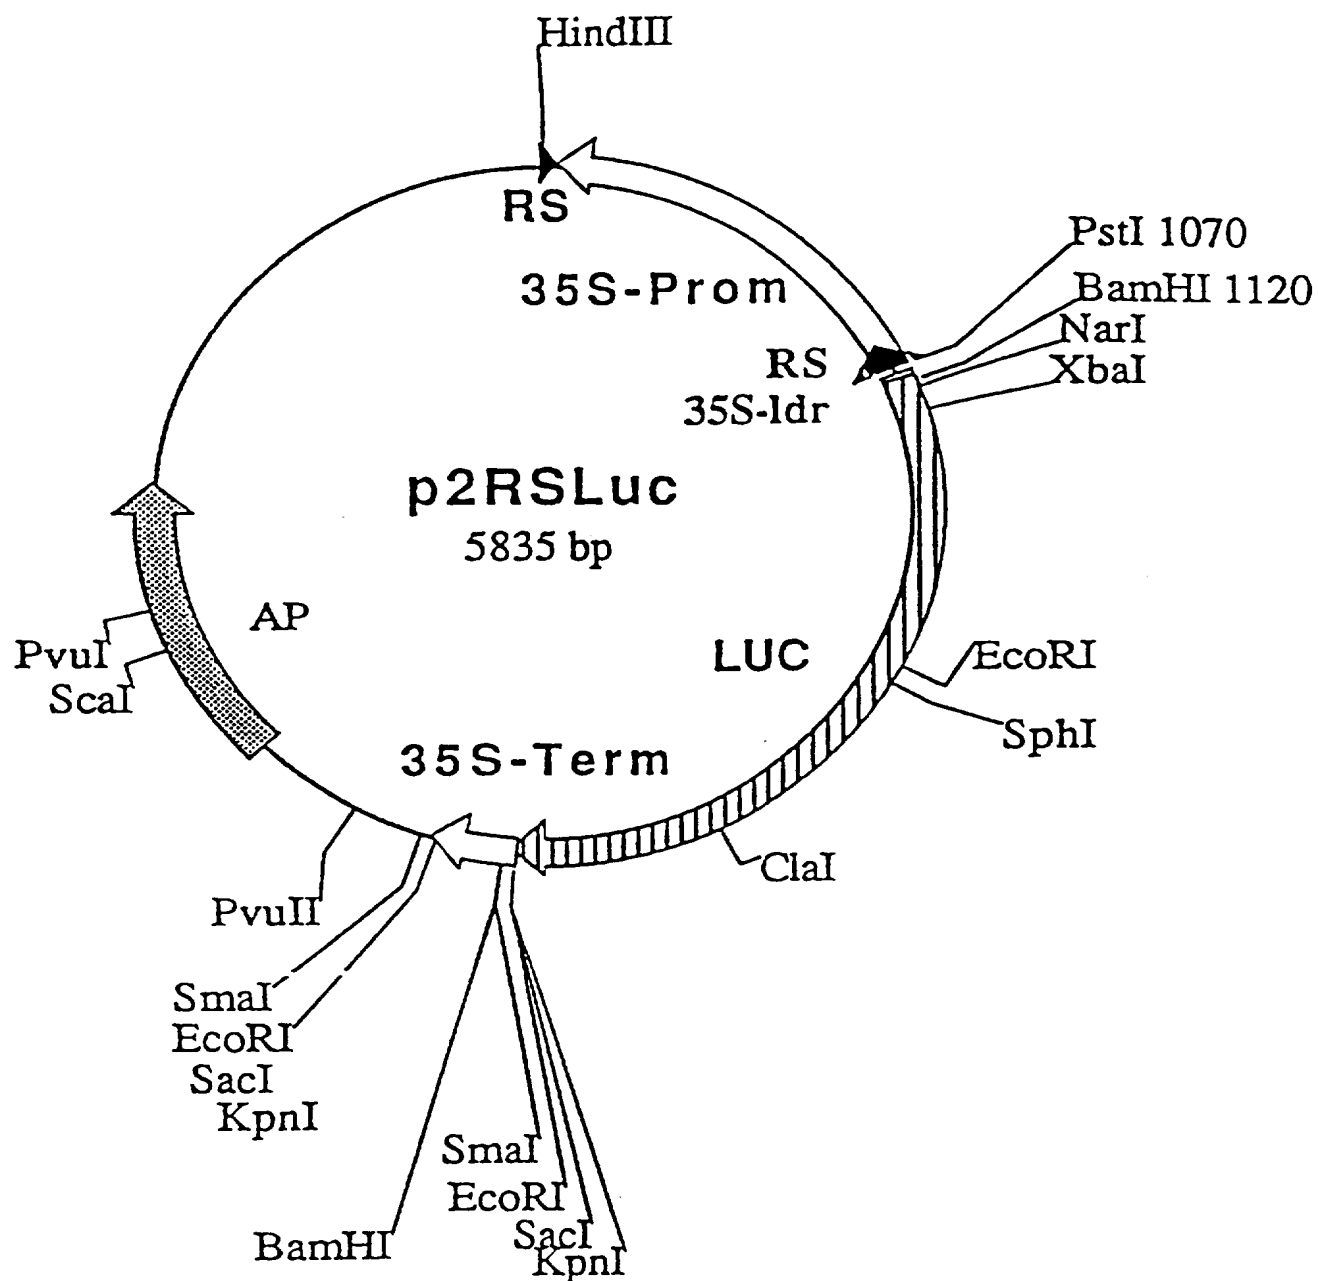 HindIII
RS
35S-Prom
PstI 1070
BamHI 1120
NarI
XbaI
RS
35S-ldr
p2RSLuc
5835 bp
AP
PvuI
ScaI
LUC
EcoRI
SphI
35S-Term
ClaI
PvuII
SmaI
EcoRI
SacI
KpnI
SmaI
EcoRI
SacI
KpnI
BamHI